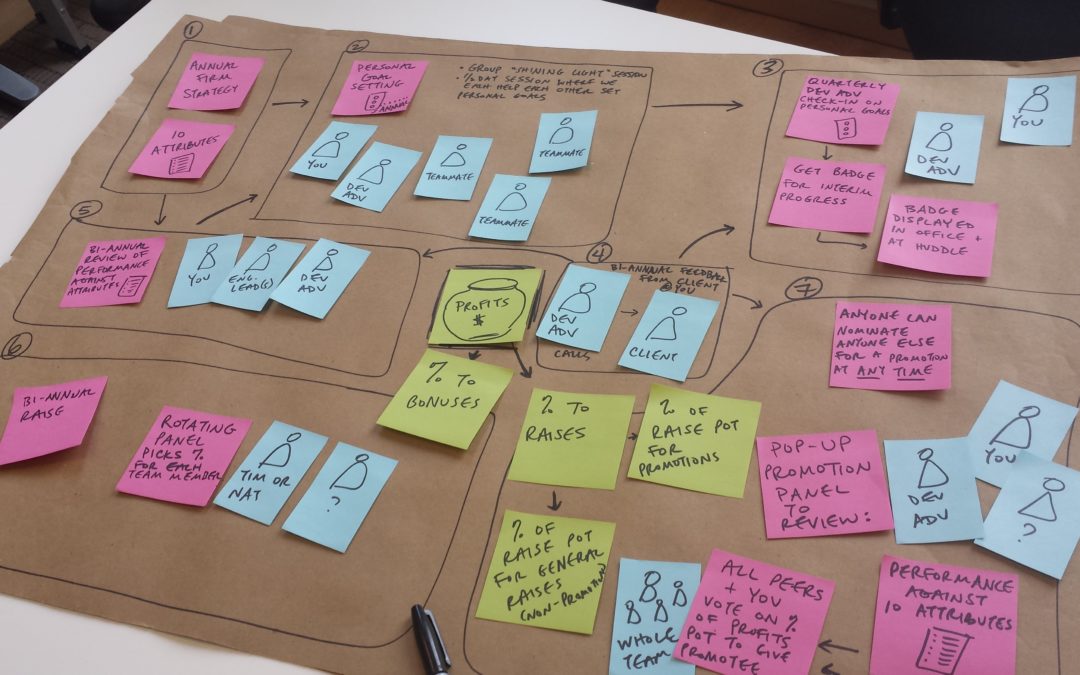 1
ANNUAL
FIRM
STRATEGY
10
ATTRIBUTES
2
PERSONAL
GOAL
SETTING
ANNUAL
• GROUP "SHINING LIGHT" SESSION
• 1/2 DAY SESSION WHERE WE
EACH HELP EACH OTHER SET
PERSONAL GOALS
YOU
DEV
ADV
TEAMMATE
TEAMMATE
TEAMMATE
3
QUARTERLY
DEV ADV
CHECK-IN ON
PERSONAL GOALS
GET BADGE
FOR INTERIM
PROGRESS
BADGE
DISPLAYED
IN OFFICE +
AT HUDDLE
DEV
ADV
YOU
4
BI-ANNUAL FEEDBACK
FROM CLIENT
@ YOU
DEV
ADV
CALLS
CLIENT
5
BI-ANNUAL
REVIEW OF
PERFORMANCE
AGAINST
ATTRIBUTES
YOU
ENG.
LEAD(S)
DEV
ADV
PROFITS
$
% TO
BONUSES
% TO
RAISES
% OF
RAISE POT
FOR
PROMOTIONS
% OF
RAISE POT
FOR GENERAL
RAISES
(NON-PROMOTION)
6
BI-ANNUAL
RAISE
ROTATING
PANEL
PICKS %
FOR EACH
TEAM MEMBER
TIM OR
NAT
?
7
ANYONE CAN
NOMINATE
ANYONE ELSE
FOR A PROMOTION
AT ANY TIME
POP-UP
PROMOTION
PANEL
TO
REVIEW:
DEV
ADV
YOU
?
PERFORMANCE
AGAINST
10 ATTRIBUTES
ALL PEERS
+ YOU
VOTE ON %
OF PROFITS
POT TO GIVE
PROMOTEE
WHOLE
TEAM